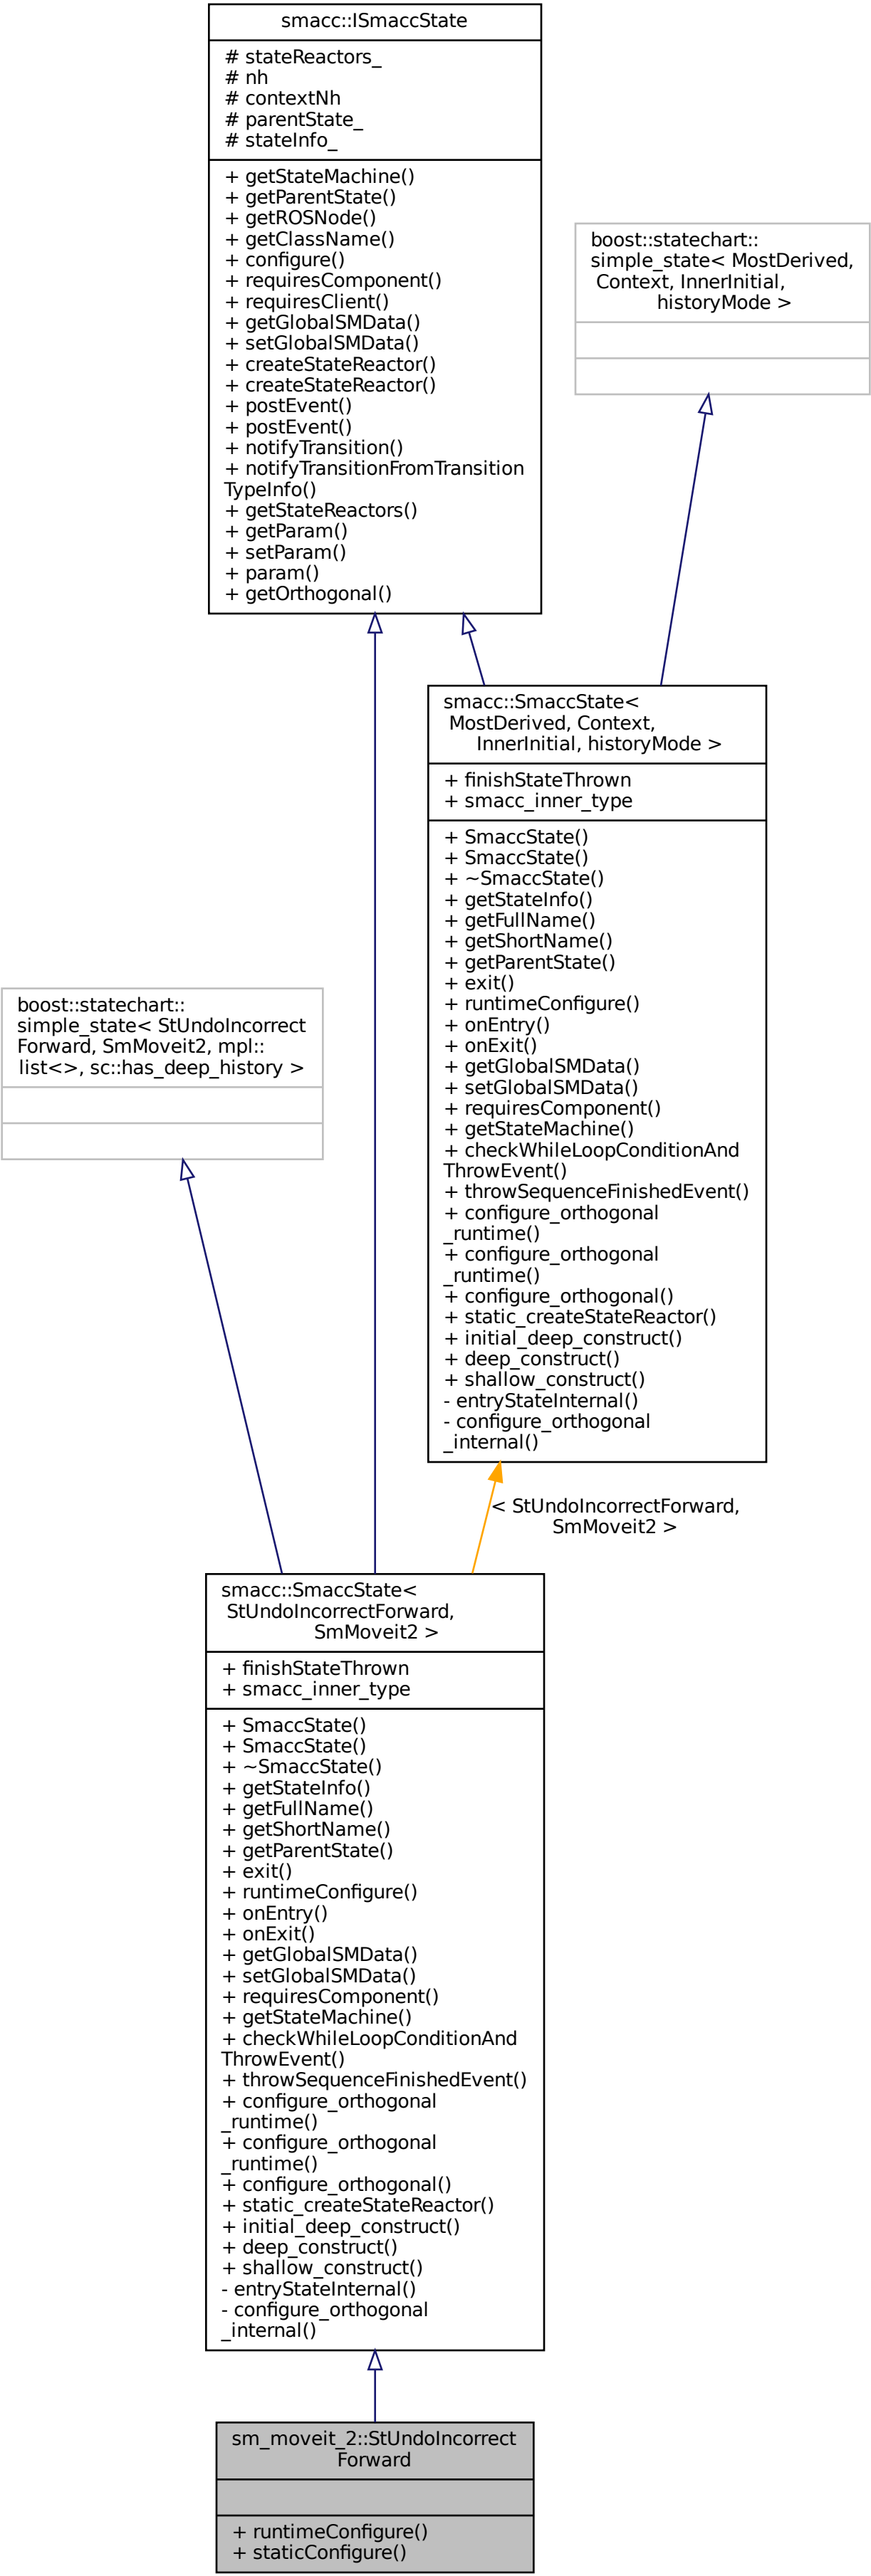 smacc::ISmaccState
# stateReactors_
# nh
# contextNh
# parentState_
# stateInfo_
+ getStateMachine()
+ getParentState()
+ getROSNode()
+ getClassName()
+ configure()
+ requiresComponent()
+ requiresClient()
+ getGlobalSMData()
+ setGlobalSMData()
+ createStateReactor()
+ createStateReactor()
+ postEvent()
+ postEvent()
+ notifyTransition()
+ notifyTransitionFromTransition
TypeInfo()
+ getStateReactors()
+ getParam()
+ setParam()
+ param()
+ getOrthogonal()
boost::statechart::
simple_state< MostDerived,
Context, InnerInitial,
historyMode >
smacc::SmaccState<
MostDerived, Context,
InnerInitial, historyMode >
+ finishStateThrown
+ smacc_inner_type
+ SmaccState()
+ SmaccState()
+ ~SmaccState()
+ getStateInfo()
+ getFullName()
+ getShortName()
+ getParentState()
+ exit()
+ runtimeConfigure()
+ onEntry()
+ onExit()
+ getGlobalSMData()
+ setGlobalSMData()
+ requiresComponent()
+ getStateMachine()
+ checkWhileLoopConditionAnd
ThrowEvent()
+ throwSequenceFinishedEvent()
+ configure_orthogonal
_runtime()
+ configure_orthogonal
_runtime()
+ configure_orthogonal()
+ static_createStateReactor()
+ initial_deep_construct()
+ deep_construct()
+ shallow_construct()
- entryStateInternal()
- configure_orthogonal
_internal()
boost::statechart::
simple_state< StUndoIncorrect
Forward, SmMoveit2, mpl::
list<>, sc::has_deep_history >
< StUndoIncorrectForward,
SmMoveit2 >
smacc::SmaccState<
StUndoIncorrectForward,
SmMoveit2 >
+ finishStateThrown
+ smacc_inner_type
+ SmaccState()
+ SmaccState()
+ ~SmaccState()
+ getStateInfo()
+ getFullName()
+ getShortName()
+ getParentState()
+ exit()
+ runtimeConfigure()
+ onEntry()
+ onExit()
+ getGlobalSMData()
+ setGlobalSMData()
+ requiresComponent()
+ getStateMachine()
+ checkWhileLoopConditionAnd
ThrowEvent()
+ throwSequenceFinishedEvent()
+ configure_orthogonal
_runtime()
+ configure_orthogonal
_runtime()
+ configure_orthogonal()
+ static_createStateReactor()
+ initial_deep_construct()
+ deep_construct()
+ shallow_construct()
- entryStateInternal()
- configure_orthogonal
_internal()
sm_moveit_2::StUndoIncorrect
Forward
+ runtimeConfigure()
+ staticConfigure()